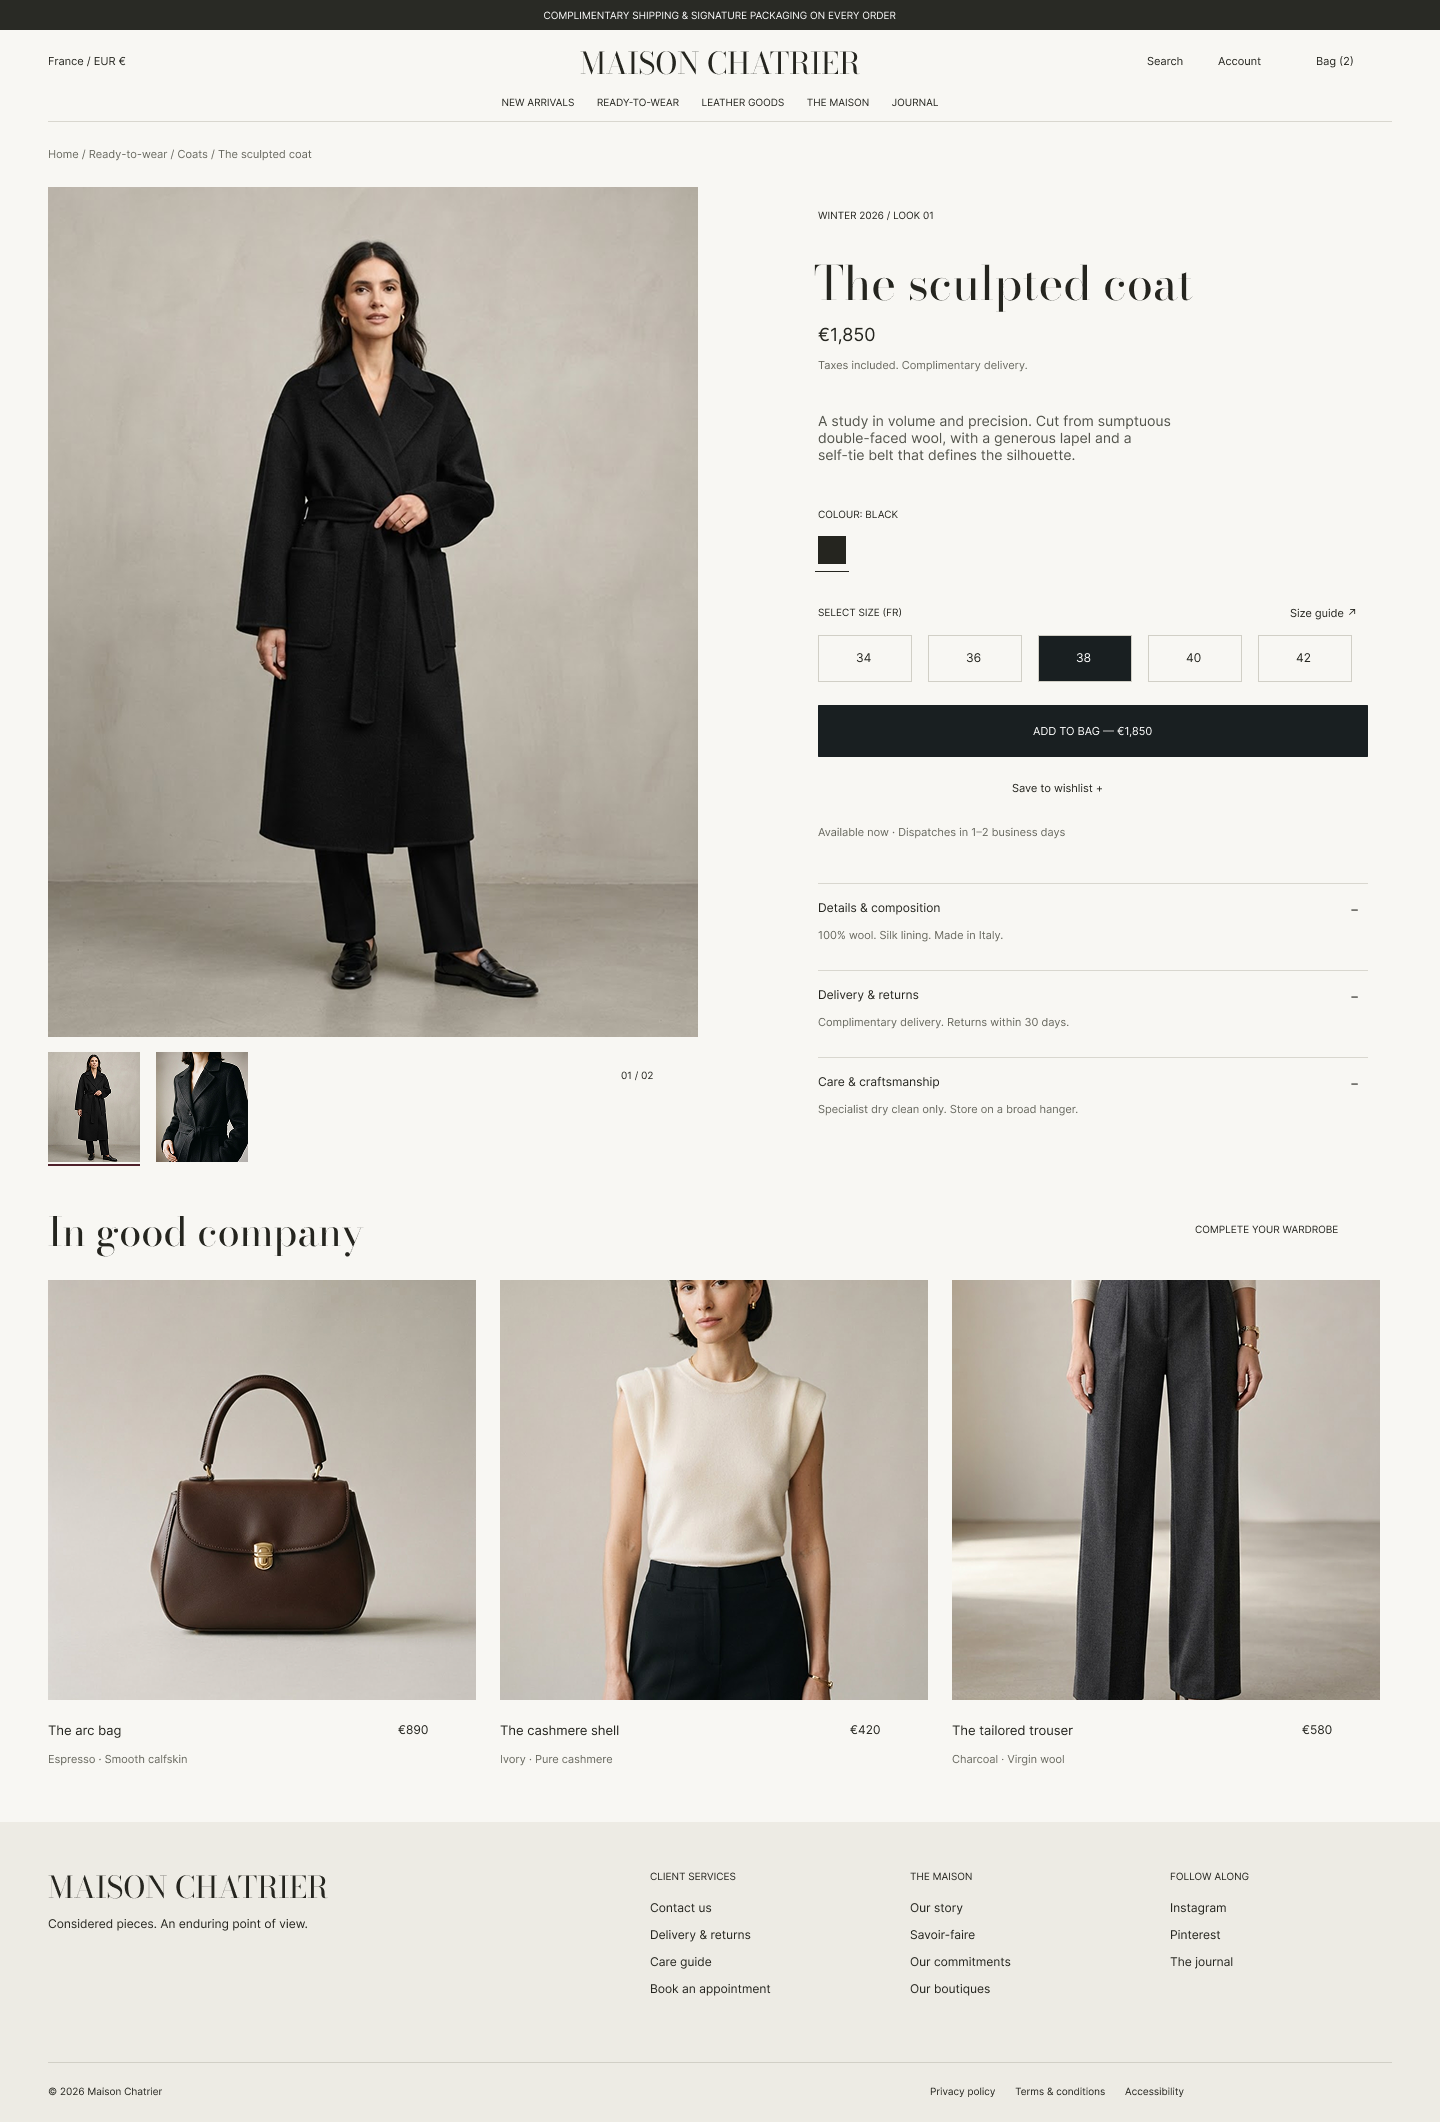 COMPLIMENTARY SHIPPING & SIGNATURE PACKAGING ON EVERY ORDER
France / EUR €
MAISON CHATRIER
Search
Account
Bag (2)
NEW ARRIVALS
READY-TO-WEAR
LEATHER GOODS
THE MAISON
JOURNAL
Home / Ready-to-wear / Coats / The sculpted coat
WINTER 2026 / LOOK 01
The sculpted coat
€1,850
Taxes included. Complimentary delivery.
A study in volume and precision. Cut from sumptuous
double-faced wool, with a generous lapel and a
self-tie belt that defines the silhouette.
COLOUR: BLACK
SELECT SIZE (FR)
Size guide ↗
34
36
38
40
42
ADD TO BAG — €1,850
Save to wishlist +
Available now · Dispatches in 1–2 business days
Details & composition –
100% wool. Silk lining. Made in Italy.
Delivery & returns –
Complimentary delivery. Returns within 30 days.
Care & craftsmanship –
Specialist dry clean only. Store on a broad hanger.
01 / 02
In good company
COMPLETE YOUR WARDROBE
The arc bag
€890
Espresso · Smooth calfskin
The cashmere shell
€420
Ivory · Pure cashmere
The tailored trouser
€580
Charcoal · Virgin wool
MAISON CHATRIER
Considered pieces. An enduring point of view.
CLIENT SERVICES
Contact us
Delivery & returns
Care guide
Book an appointment
THE MAISON
Our story
Savoir-faire
Our commitments
Our boutiques
FOLLOW ALONG
Instagram
Pinterest
The journal
© 2026 Maison Chatrier
Privacy policy
Terms & conditions
Accessibility